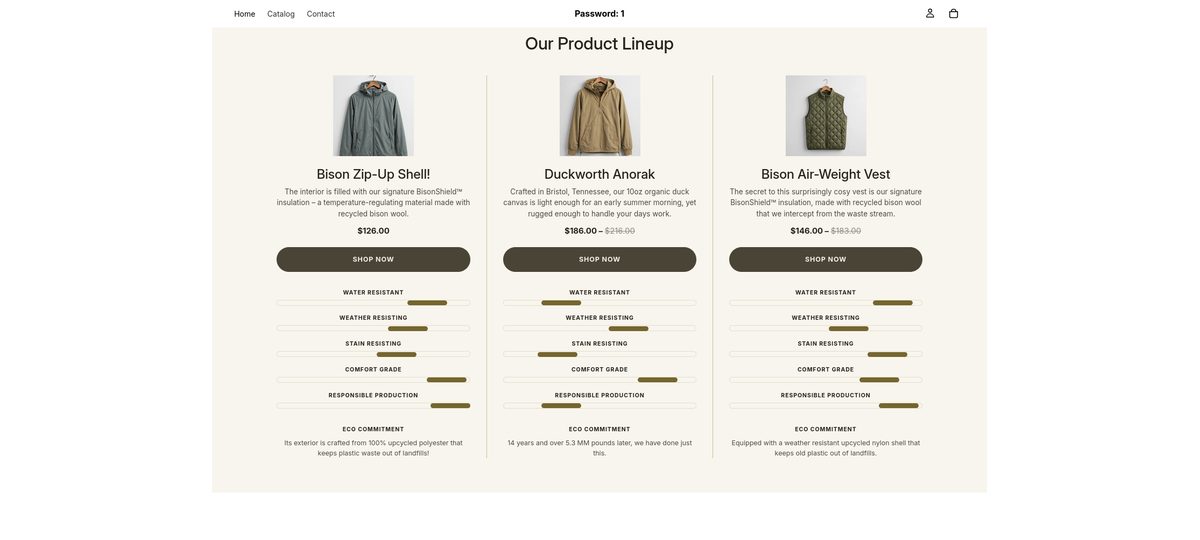 Home Catalog Contact
Password: 1
Our Product Lineup
Bison Zip-Up Shell!
The interior is filled with our signature BisonShield™
insulation – a temperature-regulating material made with
recycled bison wool.
$126.00
SHOP NOW
WATER RESISTANT
WEATHER RESISTING
STAIN RESISTING
COMFORT GRADE
RESPONSIBLE PRODUCTION
ECO COMMITMENT
Its exterior is crafted from 100% upcycled polyester that
keeps plastic waste out of landfills!
Duckworth Anorak
Crafted in Bristol, Tennessee, our 10oz organic duck
canvas is light enough for an early summer morning, yet
rugged enough to handle your days work.
$186.00 – $216.00
SHOP NOW
WATER RESISTANT
WEATHER RESISTING
STAIN RESISTING
COMFORT GRADE
RESPONSIBLE PRODUCTION
ECO COMMITMENT
14 years and over 5.3 MM pounds later, we have done just
this.
Bison Air-Weight Vest
The secret to this surprisingly cosy vest is our signature
BisonShield™ insulation, made with recycled bison wool
that we intercept from the waste stream.
$146.00 – $183.00
SHOP NOW
WATER RESISTANT
WEATHER RESISTING
STAIN RESISTING
COMFORT GRADE
RESPONSIBLE PRODUCTION
ECO COMMITMENT
Equipped with a weather resistant upcycled nylon shell that
keeps old plastic out of landfills.